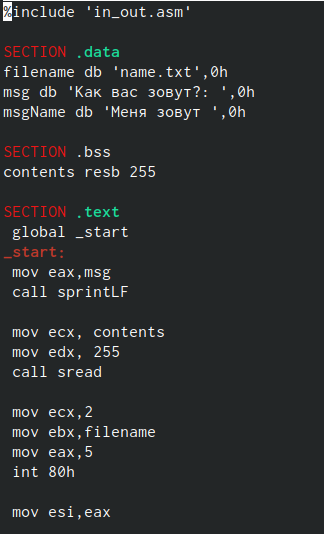 %include 'in_out.asm'
SECTION .data
filename db 'name.txt',0h
msg db 'Как вас зовут?: ',0h
msgName db 'Меня зовут ',0h
SECTION .bss
contents resb 255
SECTION .text
global _start
_start:
mov eax,msg
call sprintLF
mov ecx, contents
mov edx, 255
call sread
mov ecx,2
mov ebx,filename
mov eax,5
int 80h
mov esi,eax